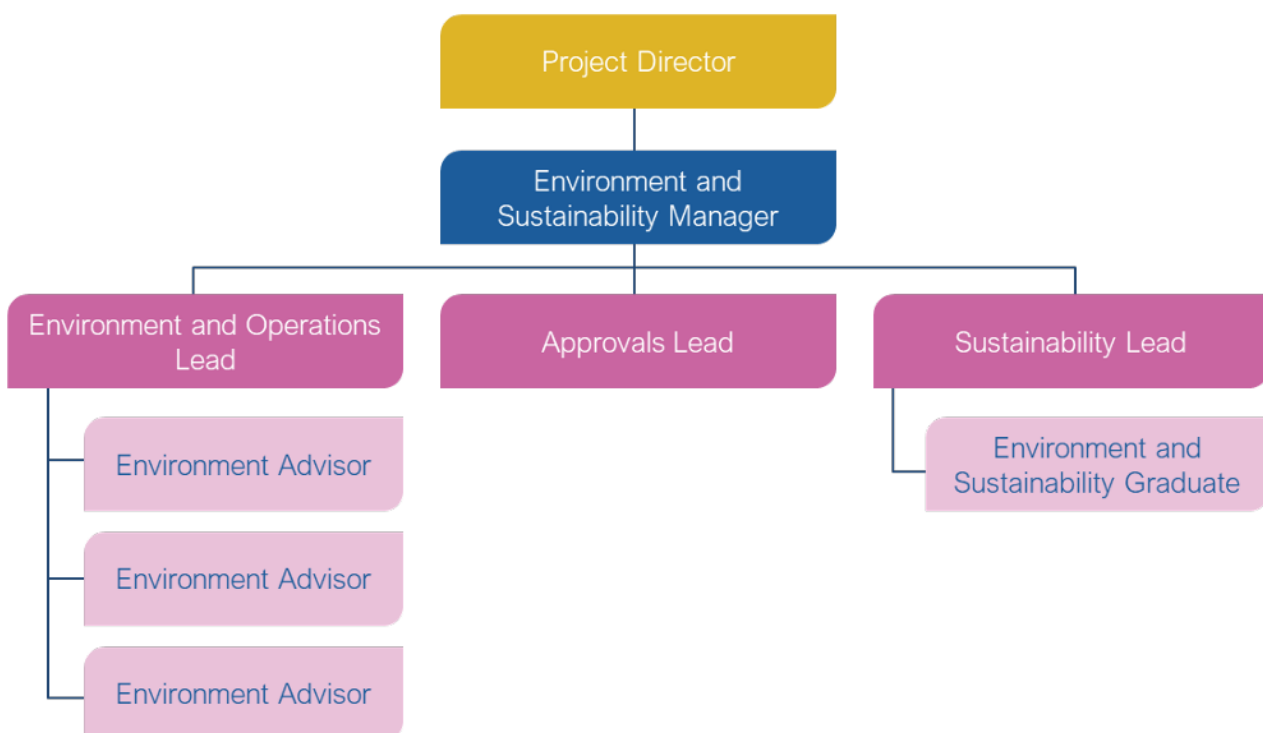 Project Director
Environment and
Sustainability Manager
Environment and Operations
Lead
Approvals Lead
Sustainability Lead
Environment Advisor
Environment and
Sustainability Graduate
Environment Advisor
Environment Advisor